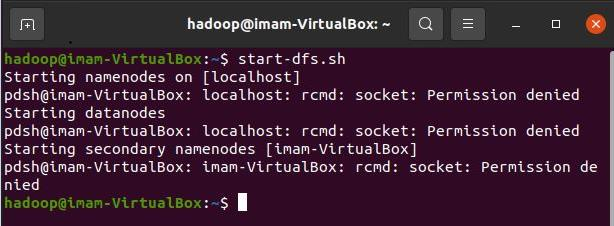 hadoop@imam-VirtualBox: ~
hadoop@imam-VirtualBox:~$ start-dfs.sh
Starting namenodes on [localhost]
pdsh@imam-VirtualBox: localhost: rcmd: socket: Permission denied
Starting datanodes
pdsh@imam-VirtualBox: localhost: rcmd: socket: Permission denied
Starting secondary namenodes [imam-VirtualBox]
pdsh@imam-VirtualBox: imam-VirtualBox: rcmd: socket: Permission de
nied
hadoop@imam-VirtualBox:~$